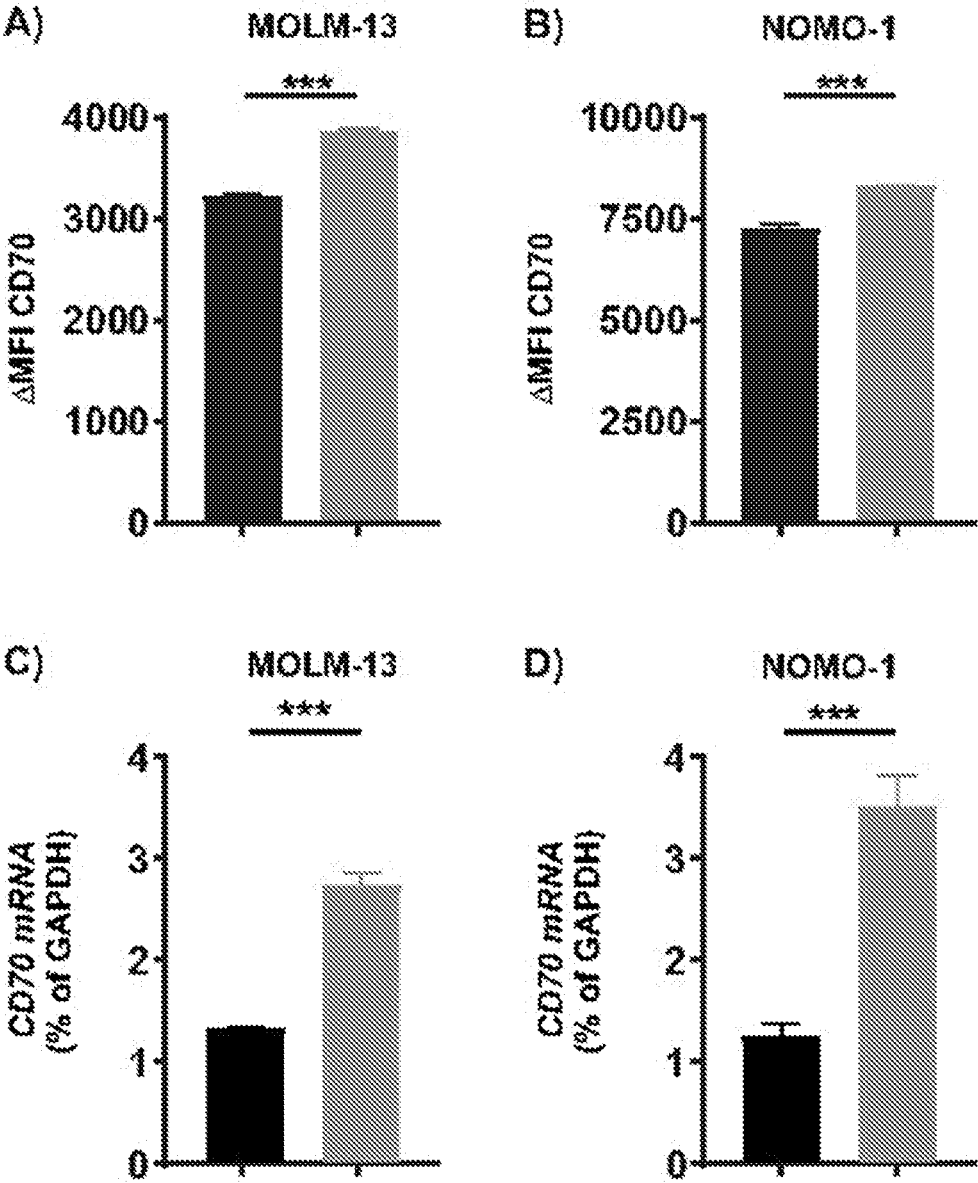 A)
MOLM-13
***
4000
3000
2000
1000
0
ΔMFI CD70
B)
NOMO-1
***
10000
7500
5000
2500
0
ΔMFI CD70
C)
MOLM-13
***
4
3
2
1
0
CD70 mRNA
(% of GAPDH)
D)
NOMO-1
***
4
3
2
1
0
CD70 mRNA
(% of GAPDH)